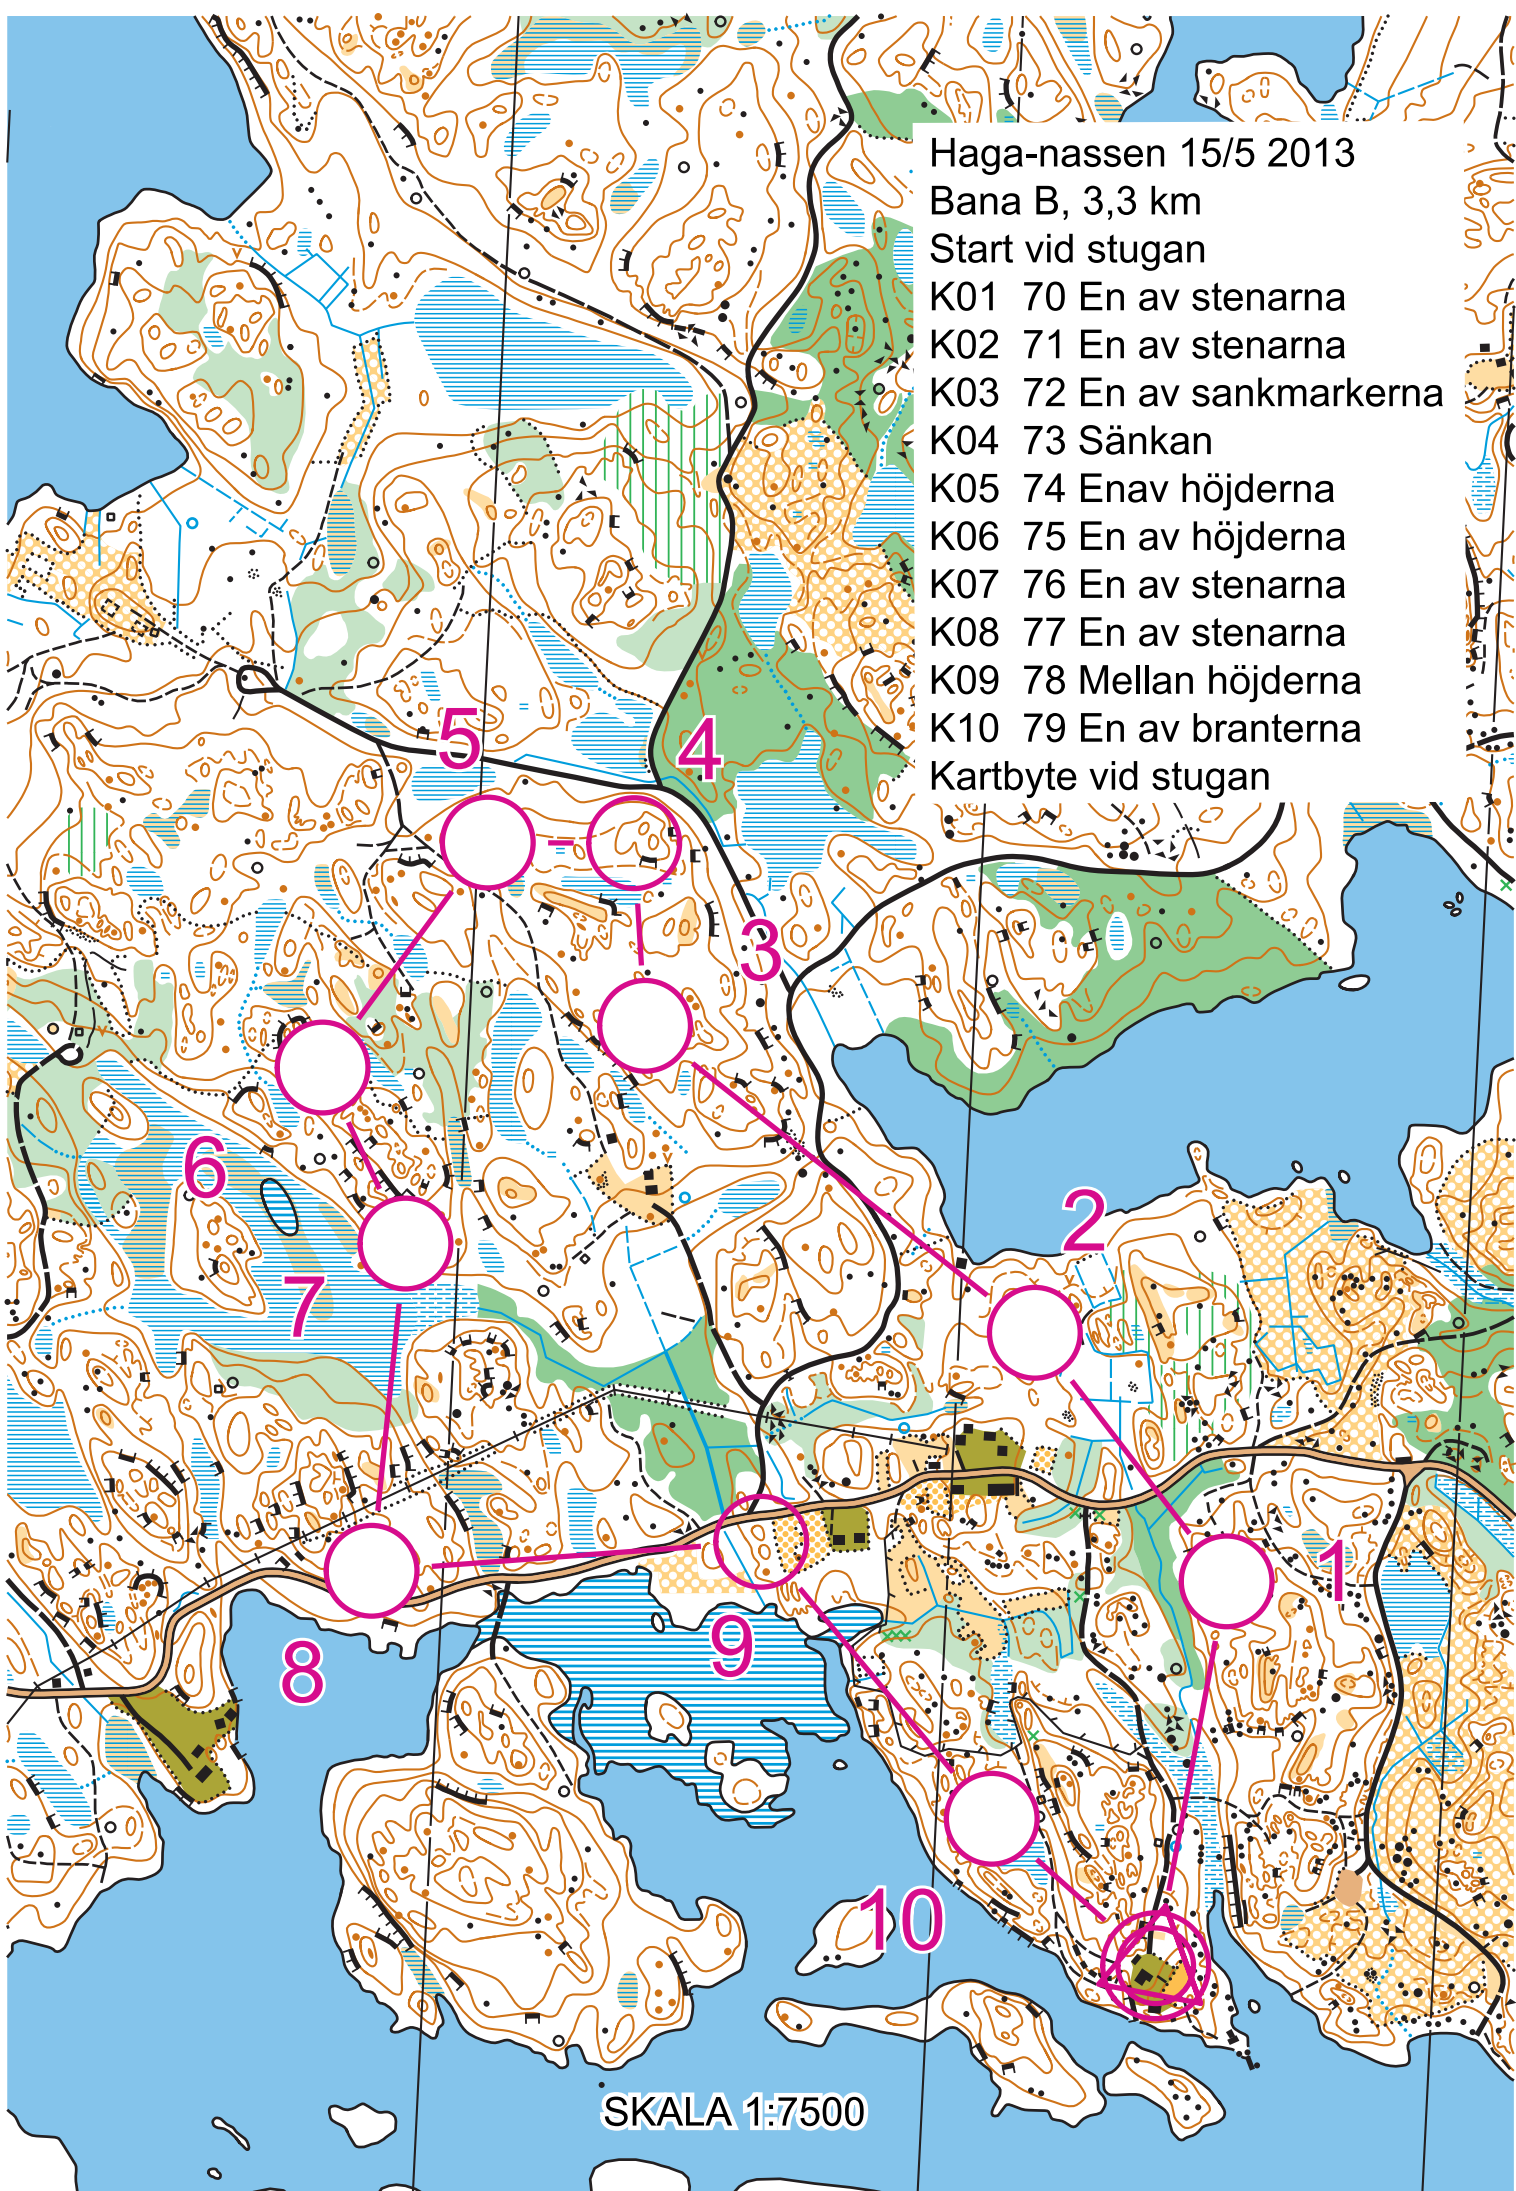 Haga-nassen 15/5 2013
Bana B, 3,3 km
Start vid stugan
K01 70 En av stenarna
K02 71 En av stenarna
K03 72 En av sankmarkerna
K04 73 Sänkan
K05 74 Enav höjderna
K06 75 En av höjderna
K07 76 En av stenarna
K08 77 En av stenarna
K09 78 Mellan höjderna
K10 79 En av branterna
Kartbyte vid stugan
5
4
3
6
2
7
1
9
8
10
SKALA 1:7500